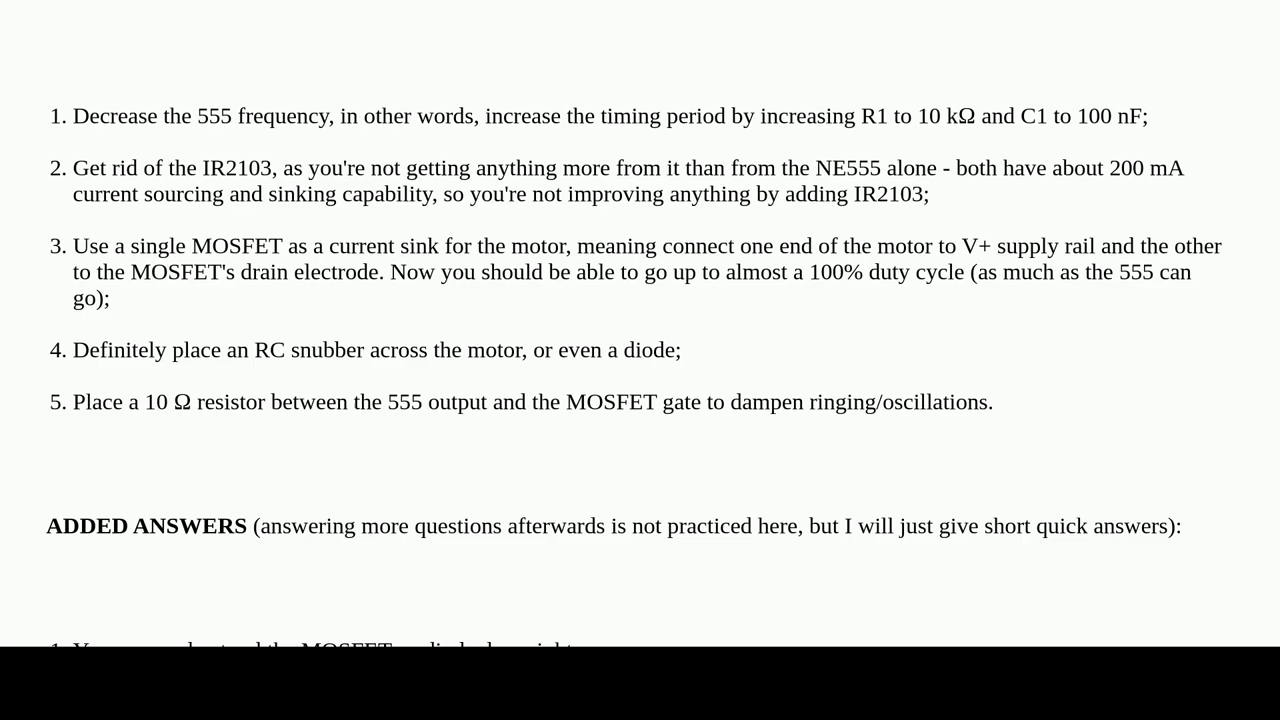 1. Decrease the 555 frequency, in other words, increase the timing period by increasing R1 to 10 kΩ and C1 to 100 nF;
2. Get rid of the IR2103, as you're not getting anything more from it than from the NE555 alone - both have about 200 mA
current sourcing and sinking capability, so you're not improving anything by adding IR2103;
3. Use a single MOSFET as a current sink for the motor, meaning connect one end of the motor to V+ supply rail and the other
to the MOSFET's drain electrode. Now you should be able to go up to almost a 100% duty cycle (as much as the 555 can
go);
4. Definitely place an RC snubber across the motor, or even a diode;
5. Place a 10 Ω resistor between the 555 output and the MOSFET gate to dampen ringing/oscillations.
ADDED ANSWERS (answering more questions afterwards is not practiced here, but I will just give short quick answers):